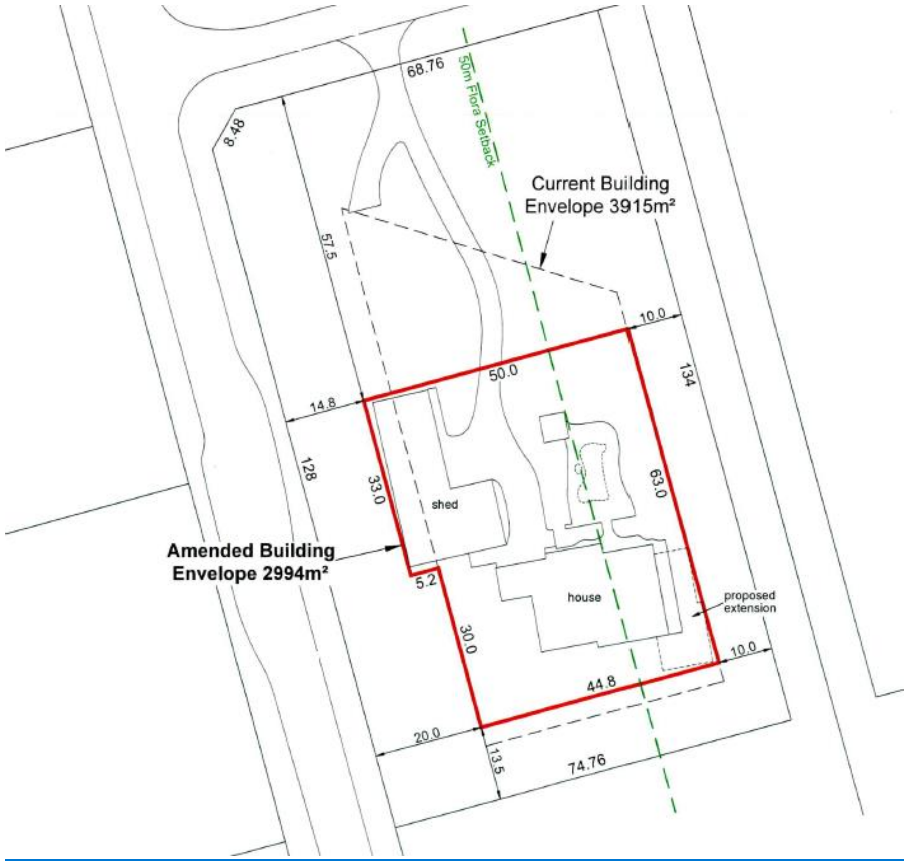 68.76
50m Flora Setback
8.48
Current Building
Envelope 3915m²
57.5
10.0
50.0
134
14.8
128
33.0
63.0
shed
Amended Building
Envelope 2994m²
5.2
house
proposed
extension
30.0
10.0
44.8
20.0
13.5
74.76